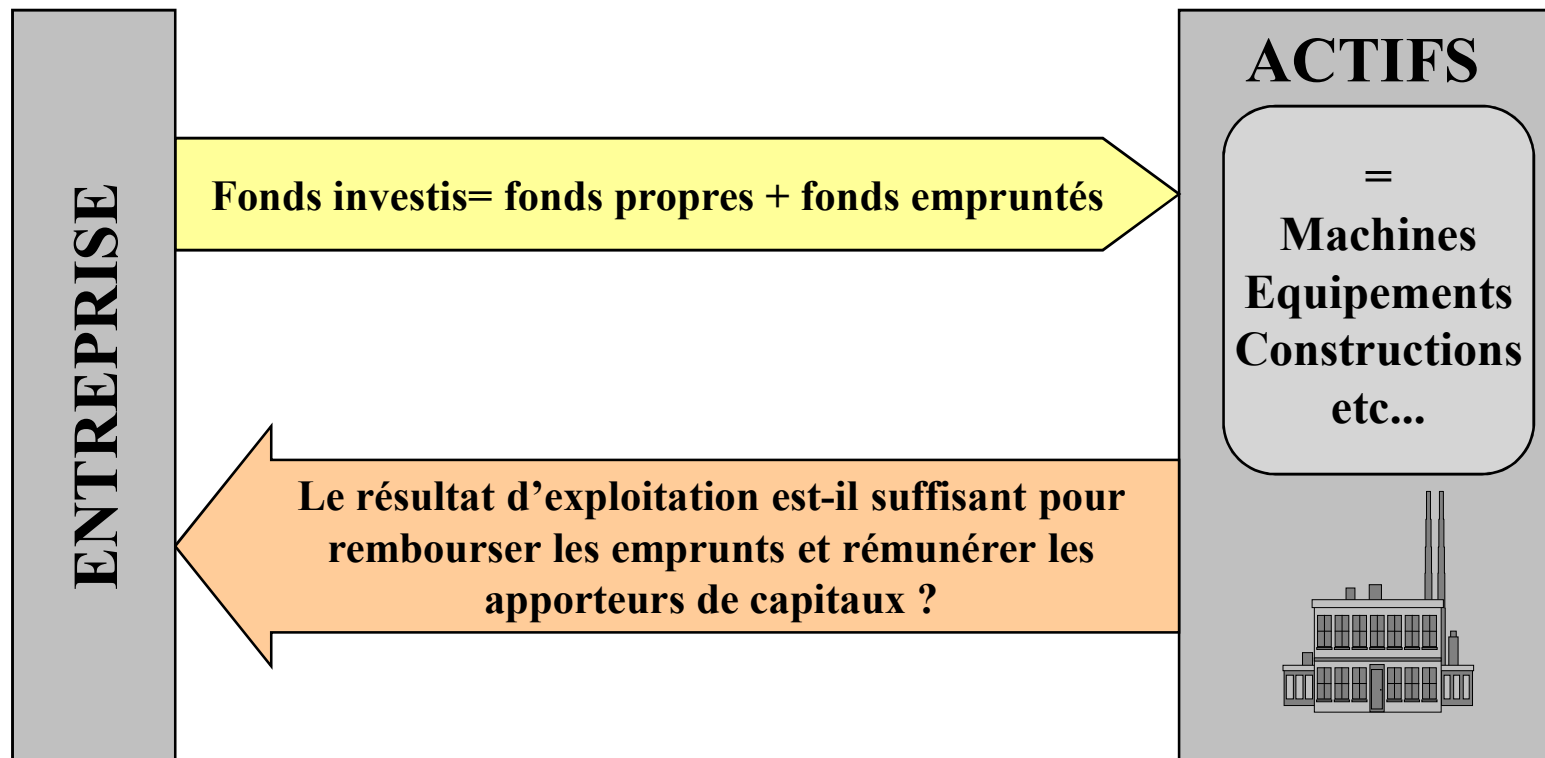 ENTREPRISE
Fonds investis= fonds propres + fonds empruntés
ACTIFS
=
Machines
Equipements
Constructions
etc...
Le résultat d’exploitation est-il suffisant pour
rembourser les emprunts et rémunérer les
apporteurs de capitaux ?